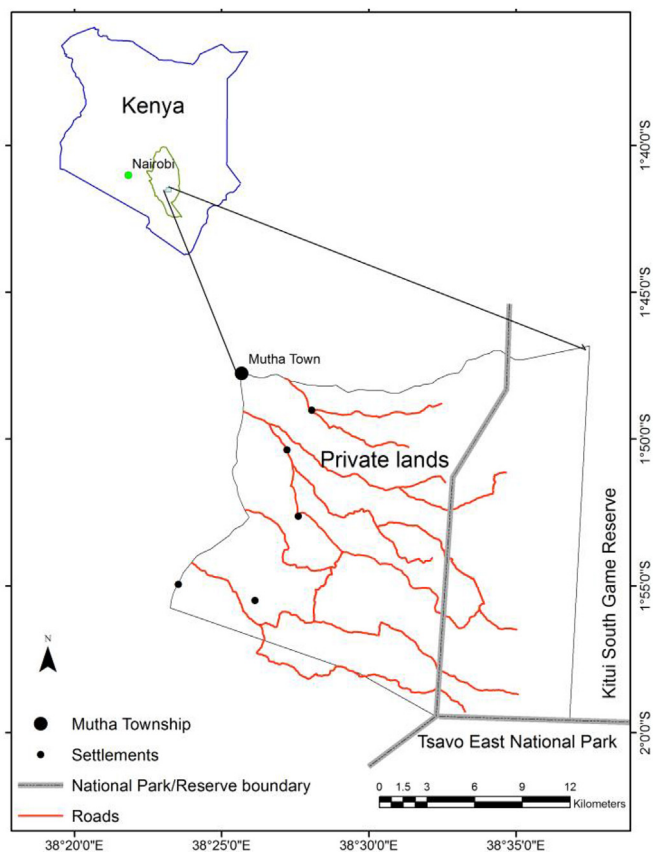 Kenya
Nairobi
1°40'0"S
1°45'0"S
Mutha Town
1°50'0"S
Private lands
Kitui South Game Reserve
1°55'0"S
N
Mutha Township
Settlements
National Park/Reserve boundary
Roads
Tsavo East National Park
2°0'0"S
0 1.5 3 6 9 12
Kilometers
38°20'0"E 38°25'0"E 38°30'0"E 38°35'0"E